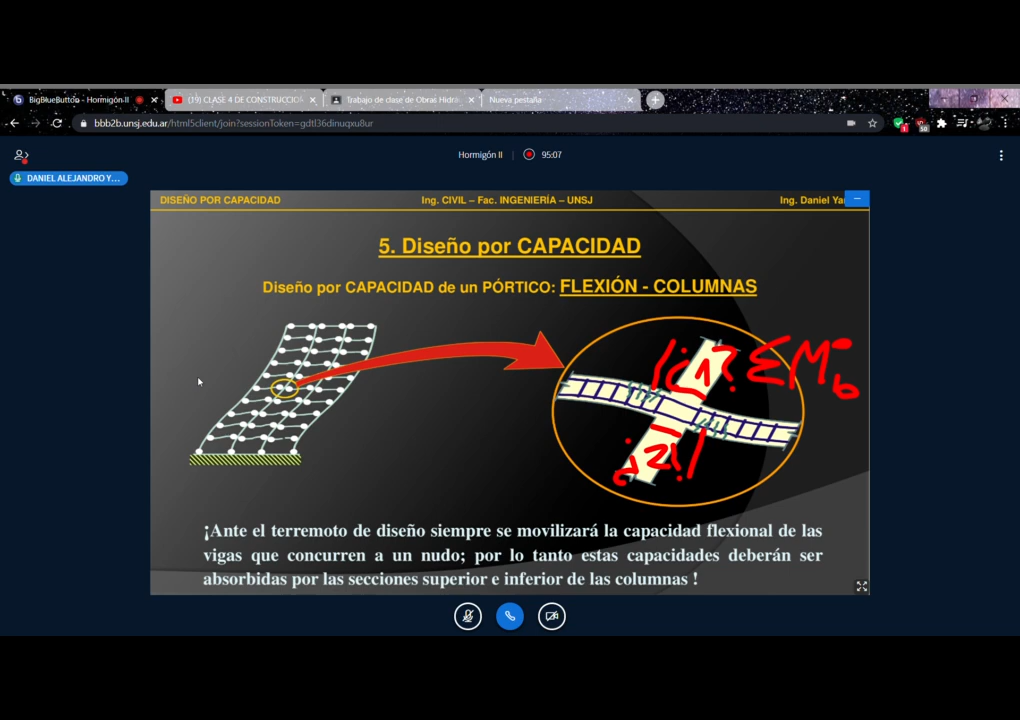 BigBlueButton - Hormigón II
(19) CLASE 4 DE CONSTRUCCION
Trabajo de clase de Obras Hidrá
Nueva pestaña
bbb2b.unsj.edu.ar/html5client/join?sessionToken=gdtl36dinuqxu8ur
1
50
Hormigón II | 95:07
DANIEL ALEJANDRO Y...
DISEÑO POR CAPACIDAD
Ing. CIVIL – Fac. INGENIERÍA – UNSJ
Ing. Daniel Ya
5. Diseño por CAPACIDAD
Diseño por CAPACIDAD de un PÓRTICO: FLEXIÓN - COLUMNAS
¿1? ΣM°b
¿2?
¡Ante el terremoto de diseño siempre se movilizará la capacidad flexional de las
vigas que concurren a un nudo; por lo tanto estas capacidades deberán ser
absorbidas por las secciones superior e inferior de las columnas !